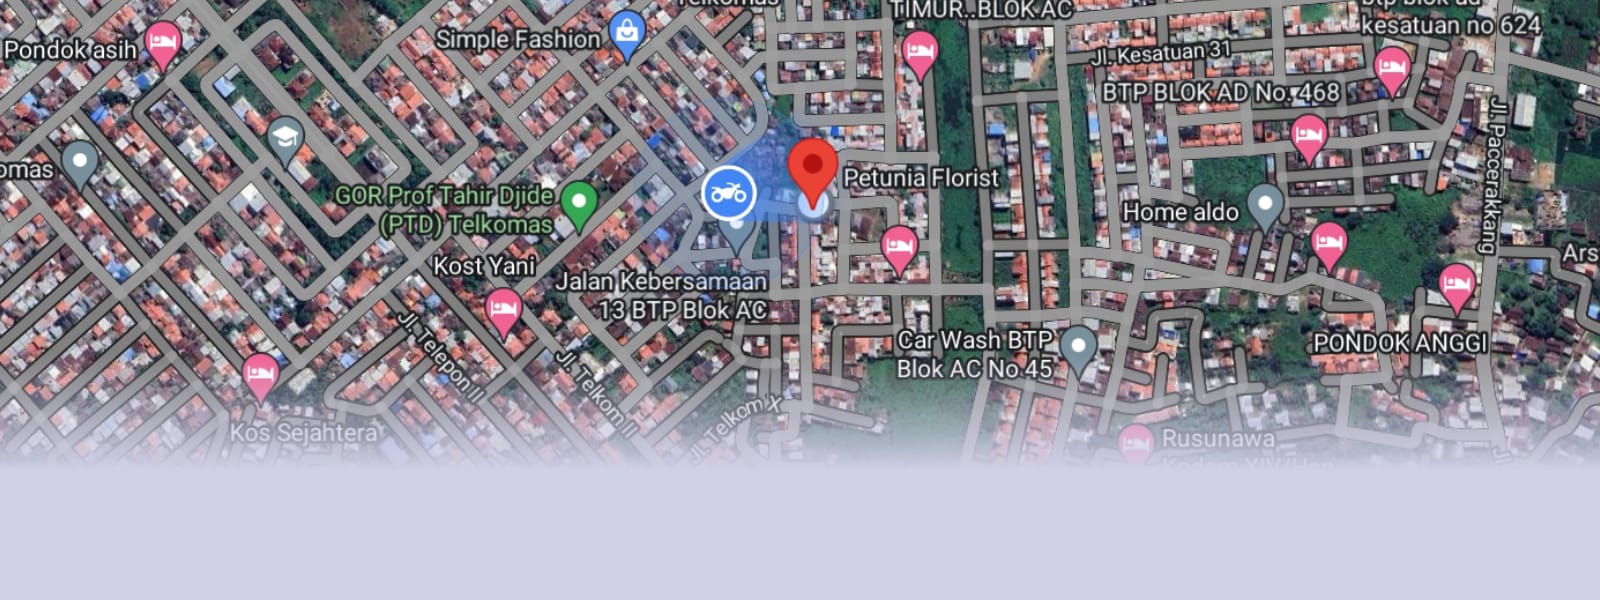 Telkomas
TIMUR..BLOK AC
btp blok ad
kesatuan no 624
Pondok asih
Simple Fashion
Jl. Kesatuan 31
BTP BLOK AD No. 468
Jl. Paccerakkang
omas
GOR Prof Tahir Djide
(PTD) Telkomas
Petunia Florist
Home aldo
Kost Yani
Jalan Kebersamaan
13 BTP Blok AC
Ars
Jl. Telepon II
Jl. Telkom II
Car Wash BTP
Blok AC No 45
PONDOK ANGGI
Jl. Telkom X
Kos Sejahtera
Rusunawa
Kodam XIV/Hsn